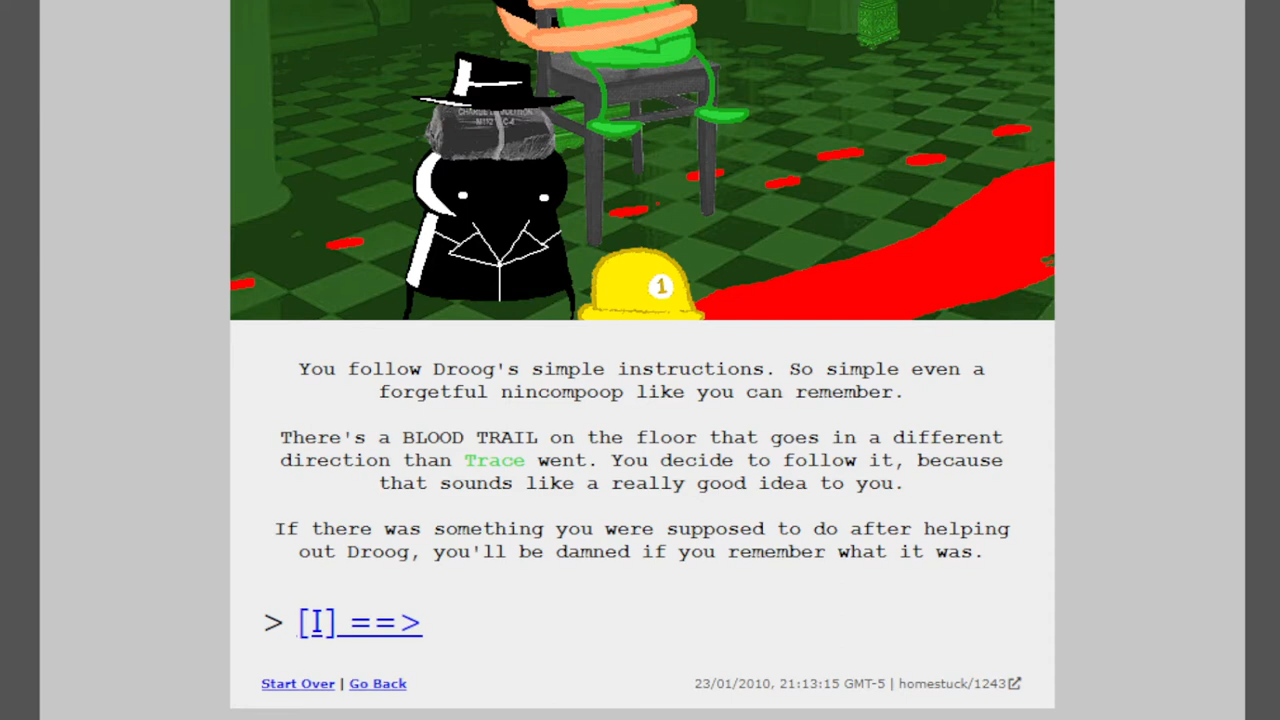 CHARGE DEMOLITION
M112 C-4
1
You follow Droog's simple instructions. So simple even a
forgetful nincompoop like you can remember.
There's a BLOOD TRAIL on the floor that goes in a different
direction than Trace went. You decide to follow it, because
that sounds like a really good idea to you.
If there was something you were supposed to do after helping
out Droog, you'll be damned if you remember what it was.
> [I] ==>
Start Over | Go Back
23/01/2010, 21:13:15 GMT-5 | homestuck/1243